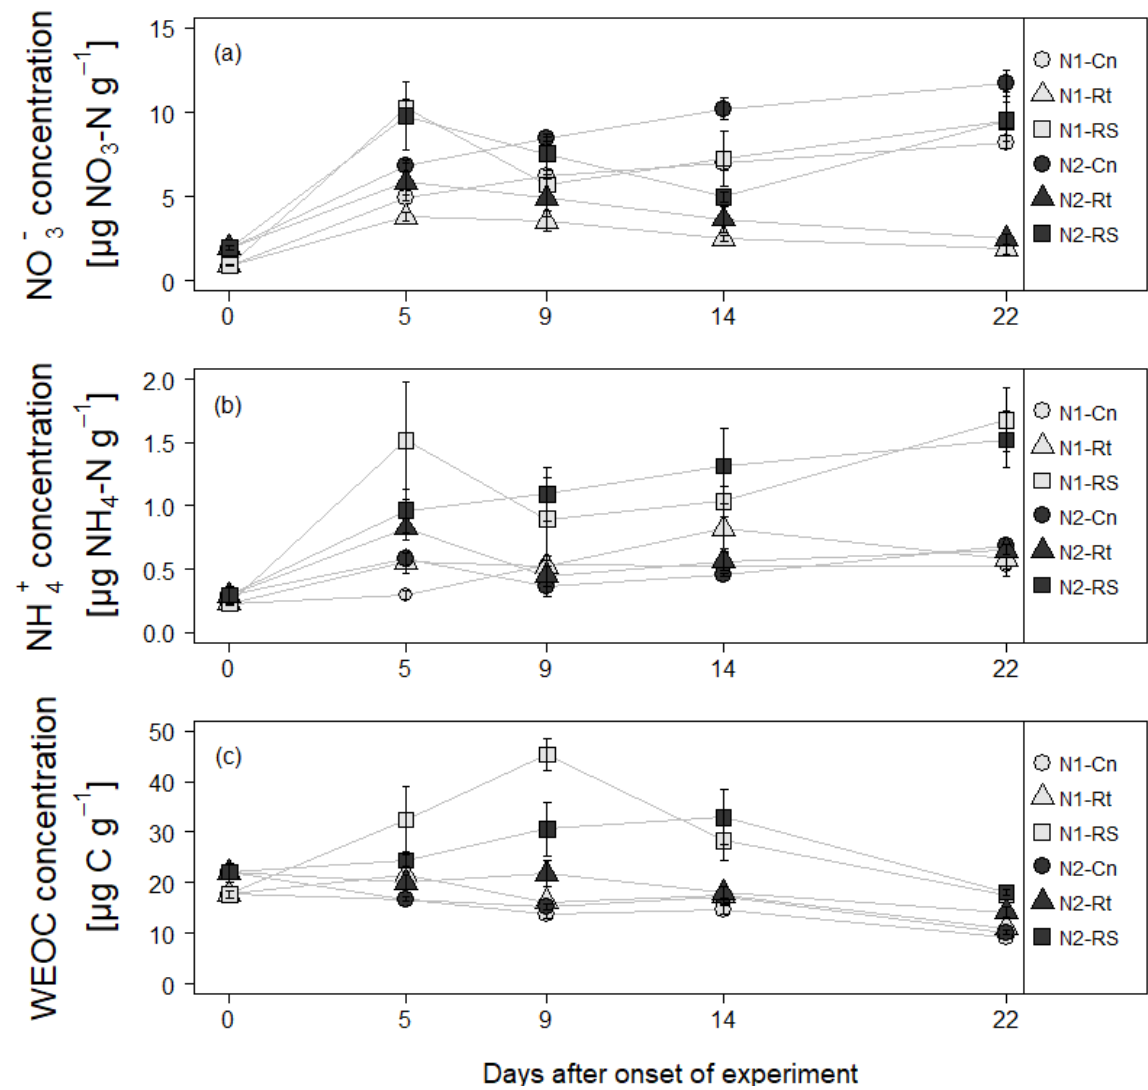 NO₃⁻ concentration
[µg NO₃-N g⁻¹]
(a)
15
10
5
0
0 5 9 14 22
N1-Cn
N1-Rt
N1-RS
N2-Cn
N2-Rt
N2-RS
NH₄⁺ concentration
[µg NH₄-N g⁻¹]
(b)
2.0
1.5
1.0
0.5
0.0
0 5 9 14 22
N1-Cn
N1-Rt
N1-RS
N2-Cn
N2-Rt
N2-RS
WEOC concentration
[µg C g⁻¹]
(c)
50
40
30
20
10
0
0 5 9 14 22
N1-Cn
N1-Rt
N1-RS
N2-Cn
N2-Rt
N2-RS
Days after onset of experiment